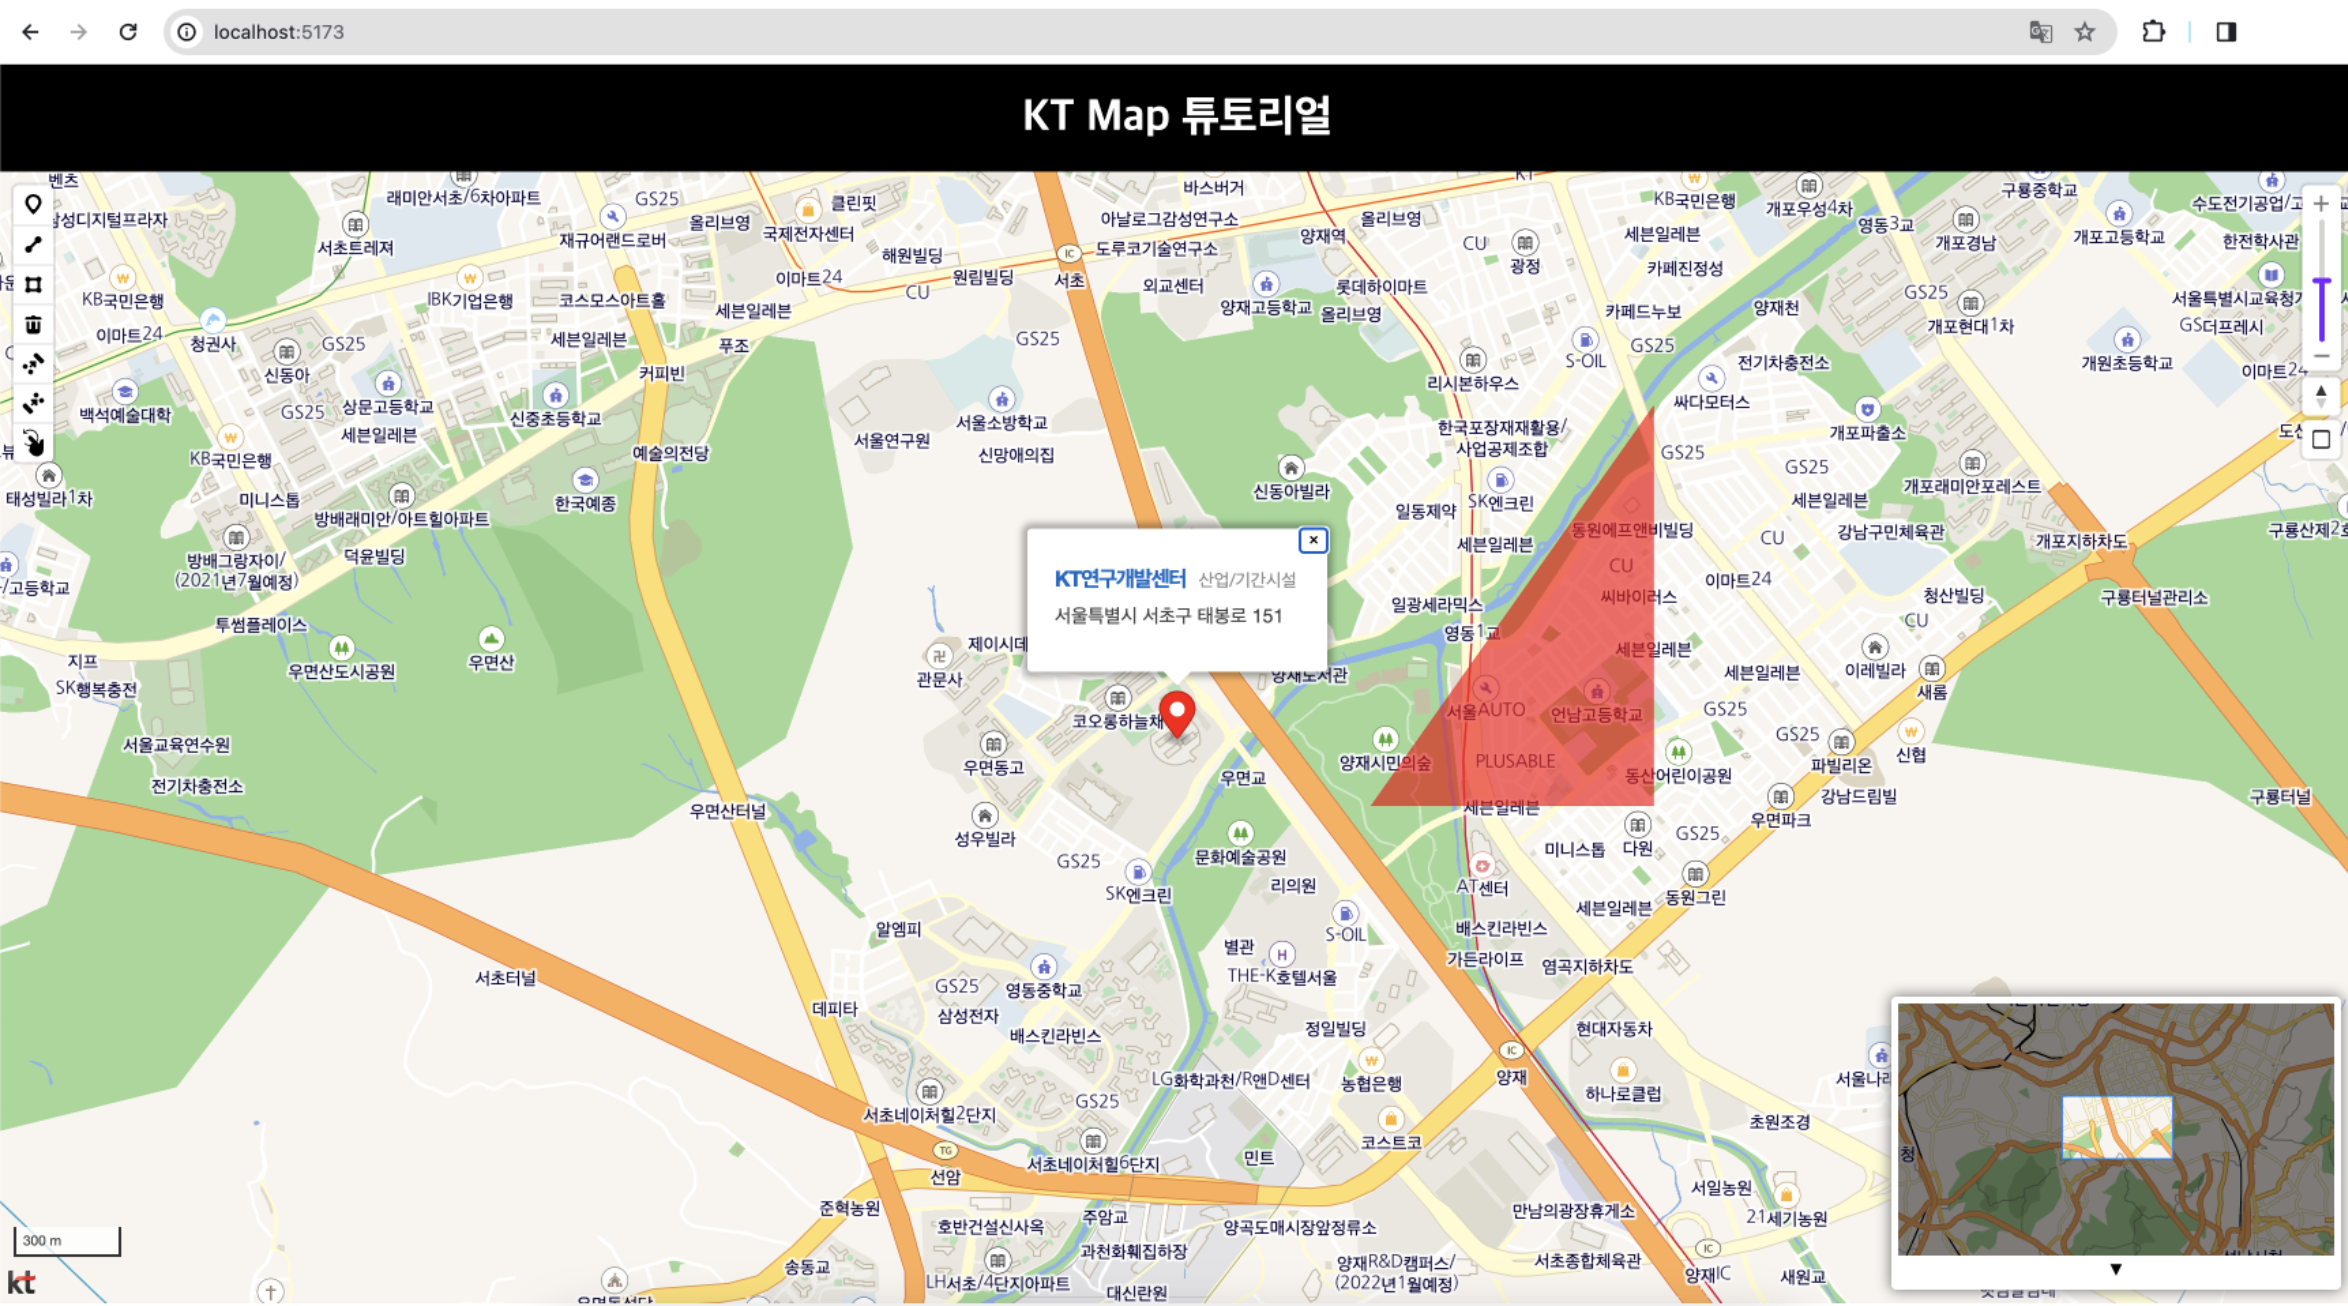 localhost:5173
KT Map 튜토리얼
벤츠
삼성디지털프라자
래미안서초/6차아파트
서초트레져
GS25
재규어랜드로버
올리브영
클린핏
국제전자센터
해원빌딩
이마트24
CU
원림빌딩
IC
서초
바스버거
아날로그감성연구소
도루코기술연구소
외교센터
양재역
올리브영
CU
광정
롯데하이마트
양재고등학교
올리브영
KT
KB국민은행
세븐일레븐
카페진정성
카페드누보
개포우성4차
영동3교
양재천
개포경남
구룡중학교
개포고등학교
수도전기공업/고
한전학사관
서울특별시교육청
GS더프레시
GS25
개포현대1차
개원초등학교
이마트24
KB국민은행
이마트24
IBK기업은행
코스모스아트홀
세븐일레븐
세븐일레븐
청권사
GS25
신동아
푸조
커피빈
GS25
백석예술대학
GS25
상문고등학교
세븐일레븐
신중초등학교
KB국민은행
서울연구원
서울소방학교
신망애의집
예술의전당
한국예종
태성빌라1차
미니스톱
방배래미안/아트힐아파트
방배그랑자이/
(2021년7월예정)
덕윤빌딩
/고등학교
투썸플레이스
우면산도시공원
우면산
지프
SK행복충전
서울교육연수원
전기차충전소
리시본하우스
S-OIL
GS25
전기차충전소
싸다모터스
개포파출소
한국포장재재활용/
사업공제조합
GS25
GS25
신동아빌라
일동제약
SK엔크린
세븐일레븐
개포래미안포레스트
세븐일레븐
동원에프앤비빌딩
CU
CU
강남구민체육관
개포지하차도
구룡산제2호
이마트24
씨바이러스
청산빌딩
CU
구룡터널관리소
일광세라믹스
영동1교
세븐일레븐
세븐일레븐
이레빌라
새롬
KT연구개발센터 산업/기간시설
서울특별시 서초구 태봉로 151
제이시데
관문사
양재도서관
코오롱하늘채
서울AUTO
언남고등학교
GS25
우면동고
우면교
양재시민의숲
PLUSABLE
동산어린이공원
GS25
파빌리온
신협
강남드림빌
구룡터널
우면산터널
세븐일레븐
우면파크
성우빌라
GS25
문화예술공원
미니스톱
다원
GS25
SK엔크린
리의원
AT센터
동원그린
세븐일레븐
알엠피
S-OIL
배스킨라빈스
별관
THE-K호텔서울
가든라이프
염곡지하차도
서초터널
GS25
영동중학교
데피타
삼성전자
배스킨라빈스
정일빌딩
현대자동차
IC
양재
LG화학과천/R앤D센터
농협은행
하나로클럽
서울나래
서초네이처힐2단지
GS25
초원조경
코스트코
TG
선암
서초네이처힐6단지
민트
서일농원
준혁농원
주암교
21세기농원
호반건설신사옥
양곡도매시장앞정류소
만남의광장휴게소
300 m
과천화훼집하장
송동교
LH서초/4단지아파트
양재R&D캠퍼스/
(2022년1월예정)
서초종합체육관
IC
양재IC
새원교
대신란원
kt